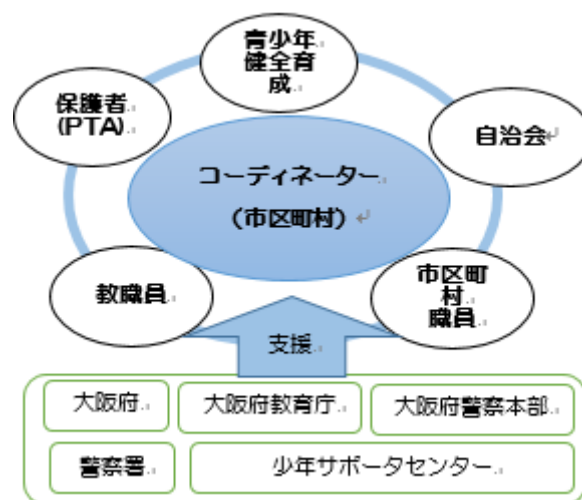 青少年
健全育
成
保護者
(PTA)
自治会
コーディネーター
（市区町村）
教職員
市区町
村
職員
支援
大阪府
大阪府教育庁
大阪府警察本部
警察署
少年サポータセンター